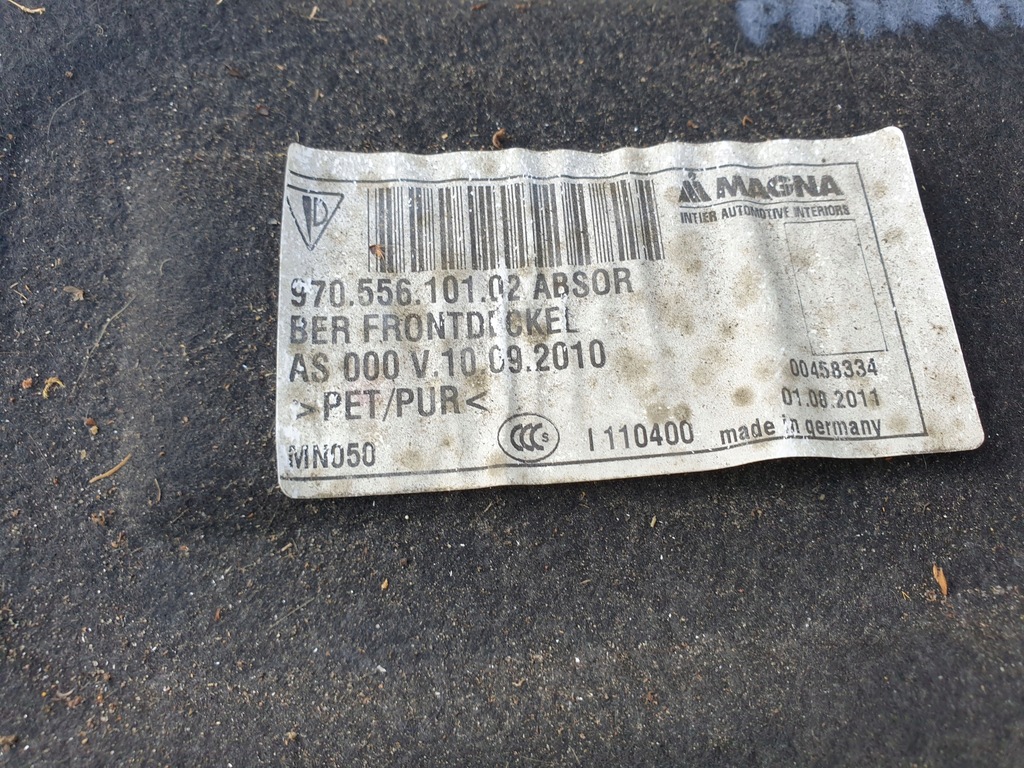 MAGNA
INTIER AUTOMOTIVE INTERIORS
970.556.101.02 ABSOR
BER FRONTDECKEL
AS 000 V.10.09.2010
>PET/PUR<
00458334
01.08.2011
MN050
CCC S
I 110400
made in germany